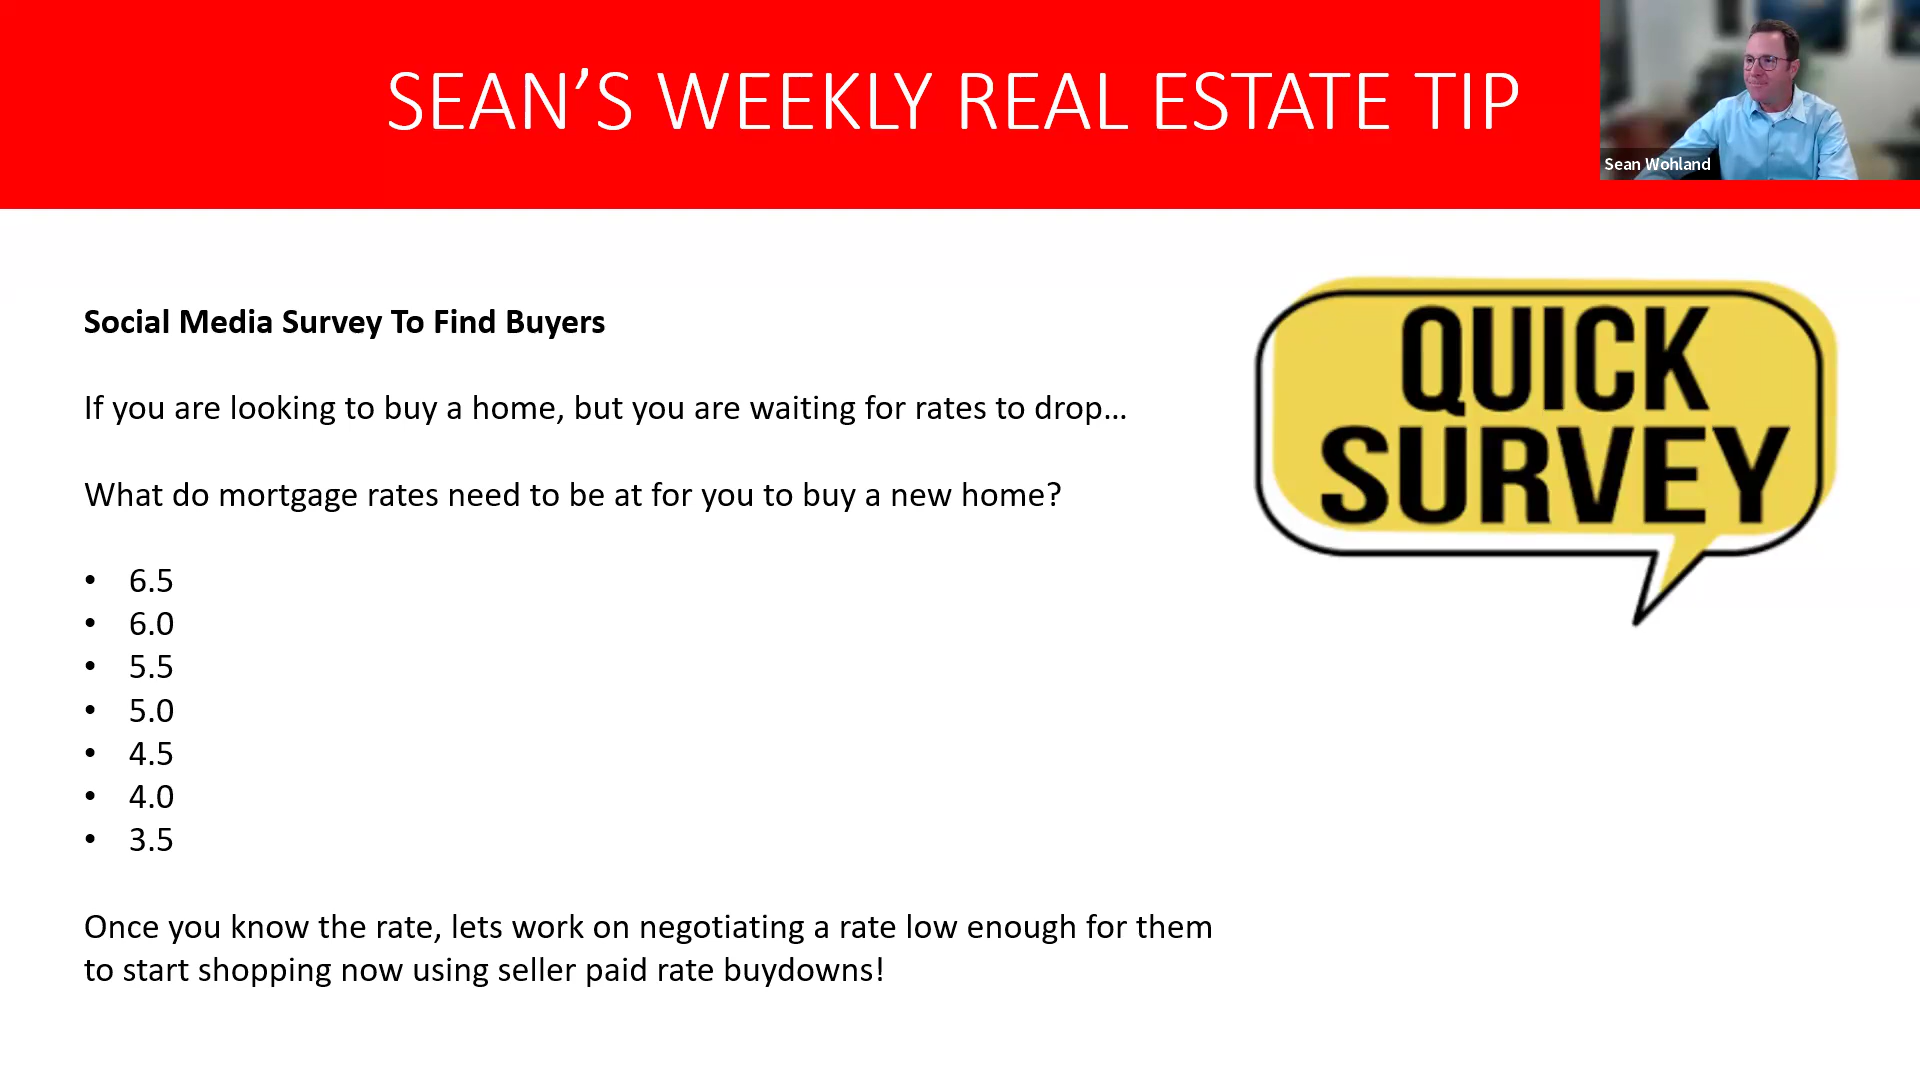 SEAN’S WEEKLY REAL ESTATE TIP
Sean Wohland
Social Media Survey To Find Buyers
If you are looking to buy a home, but you are waiting for rates to drop…
What do mortgage rates need to be at for you to buy a new home?
• 6.5
• 6.0
• 5.5
• 5.0
• 4.5
• 4.0
• 3.5
Once you know the rate, lets work on negotiating a rate low enough for them
to start shopping now using seller paid rate buydowns!
QUICK
SURVEY